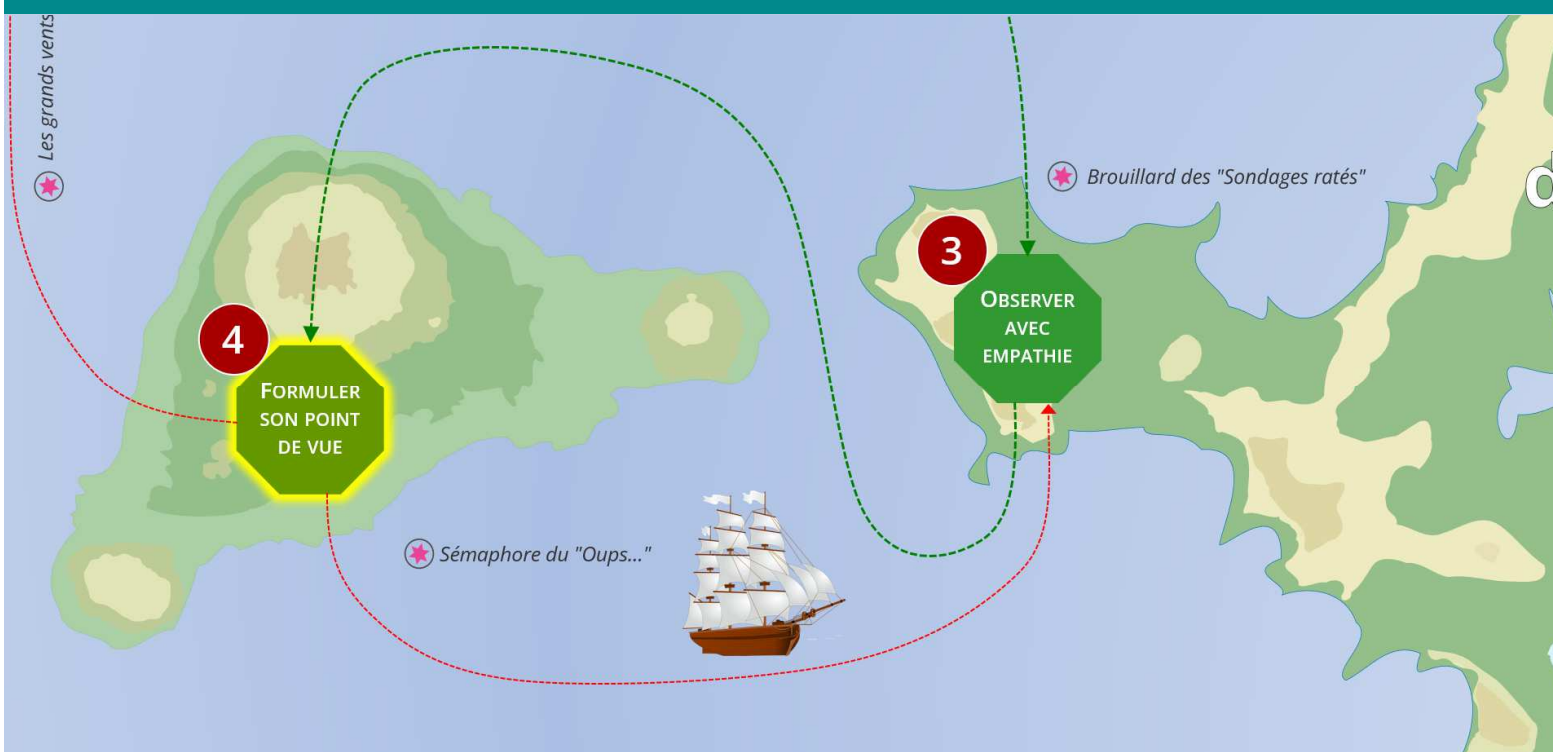 Les grands vents
Brouillard des "Sondages ratés"
3
OBSERVER
AVEC
EMPATHIE
4
FORMULER
SON POINT
DE VUE
Sémaphore du "Oups..."